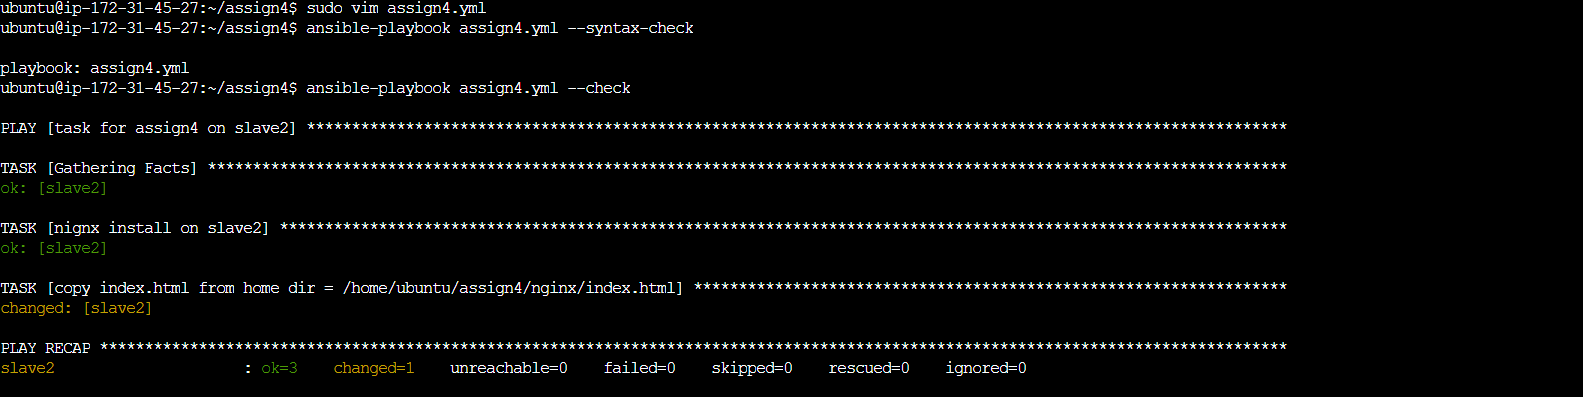 ubuntu@ip-172-31-45-27:~/assign4$ sudo vim assign4.yml
ubuntu@ip-172-31-45-27:~/assign4$ ansible-playbook assign4.yml --syntax-check
playbook: assign4.yml
ubuntu@ip-172-31-45-27:~/assign4$ ansible-playbook assign4.yml --check
PLAY [task for assign4 on slave2] *************************************************************************************************************
TASK [Gathering Facts] ************************************************************************************************************************
ok: [slave2]
TASK [nignx install on slave2] ****************************************************************************************************************
ok: [slave2]
TASK [copy index.html from home dir = /home/ubuntu/assign4/nginx/index.html] ******************************************************************
changed: [slave2]
PLAY RECAP ************************************************************************************************************************************
slave2                     : ok=3    changed=1    unreachable=0    failed=0    skipped=0    rescued=0    ignored=0